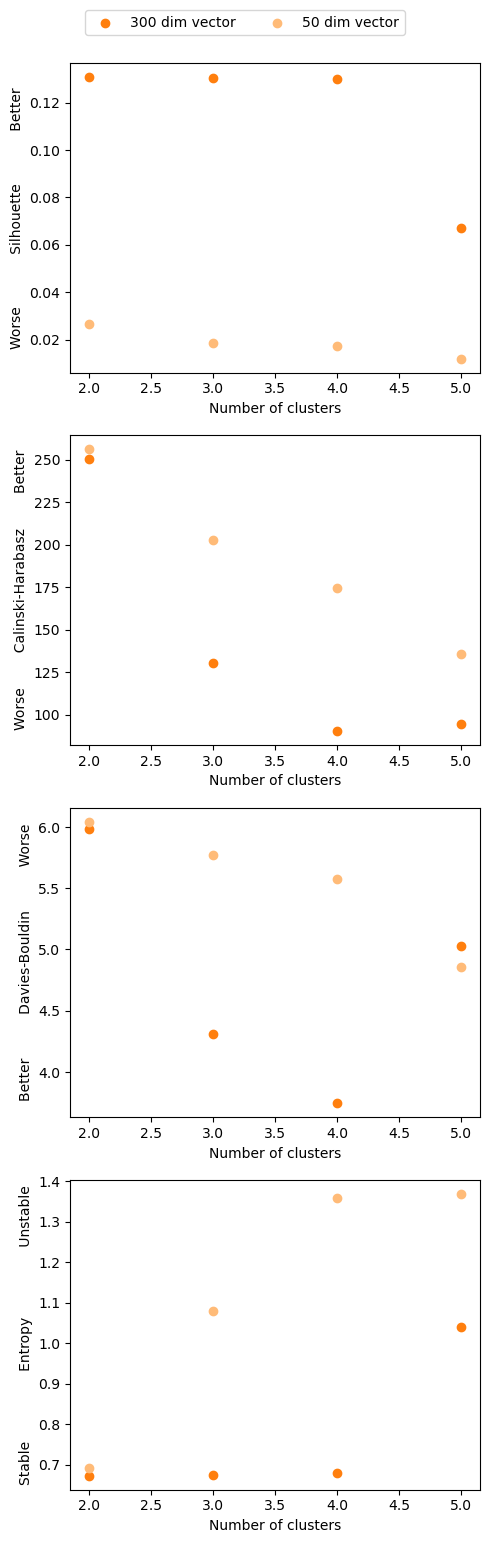 300 dim vector 50 dim vector
Better
Silhouette
Worse
0.12
0.10
0.08
0.06
0.04
0.02
2.0 2.5 3.0 3.5 4.0 4.5 5.0
Number of clusters
Better
Calinski-Harabasz
Worse
250
225
200
175
150
125
100
2.0 2.5 3.0 3.5 4.0 4.5 5.0
Number of clusters
Worse
Davies-Bouldin
Better
6.0
5.5
5.0
4.5
4.0
2.0 2.5 3.0 3.5 4.0 4.5 5.0
Number of clusters
Unstable
Entropy
Stable
1.4
1.3
1.2
1.1
1.0
0.9
0.8
0.7
2.0 2.5 3.0 3.5 4.0 4.5 5.0
Number of clusters